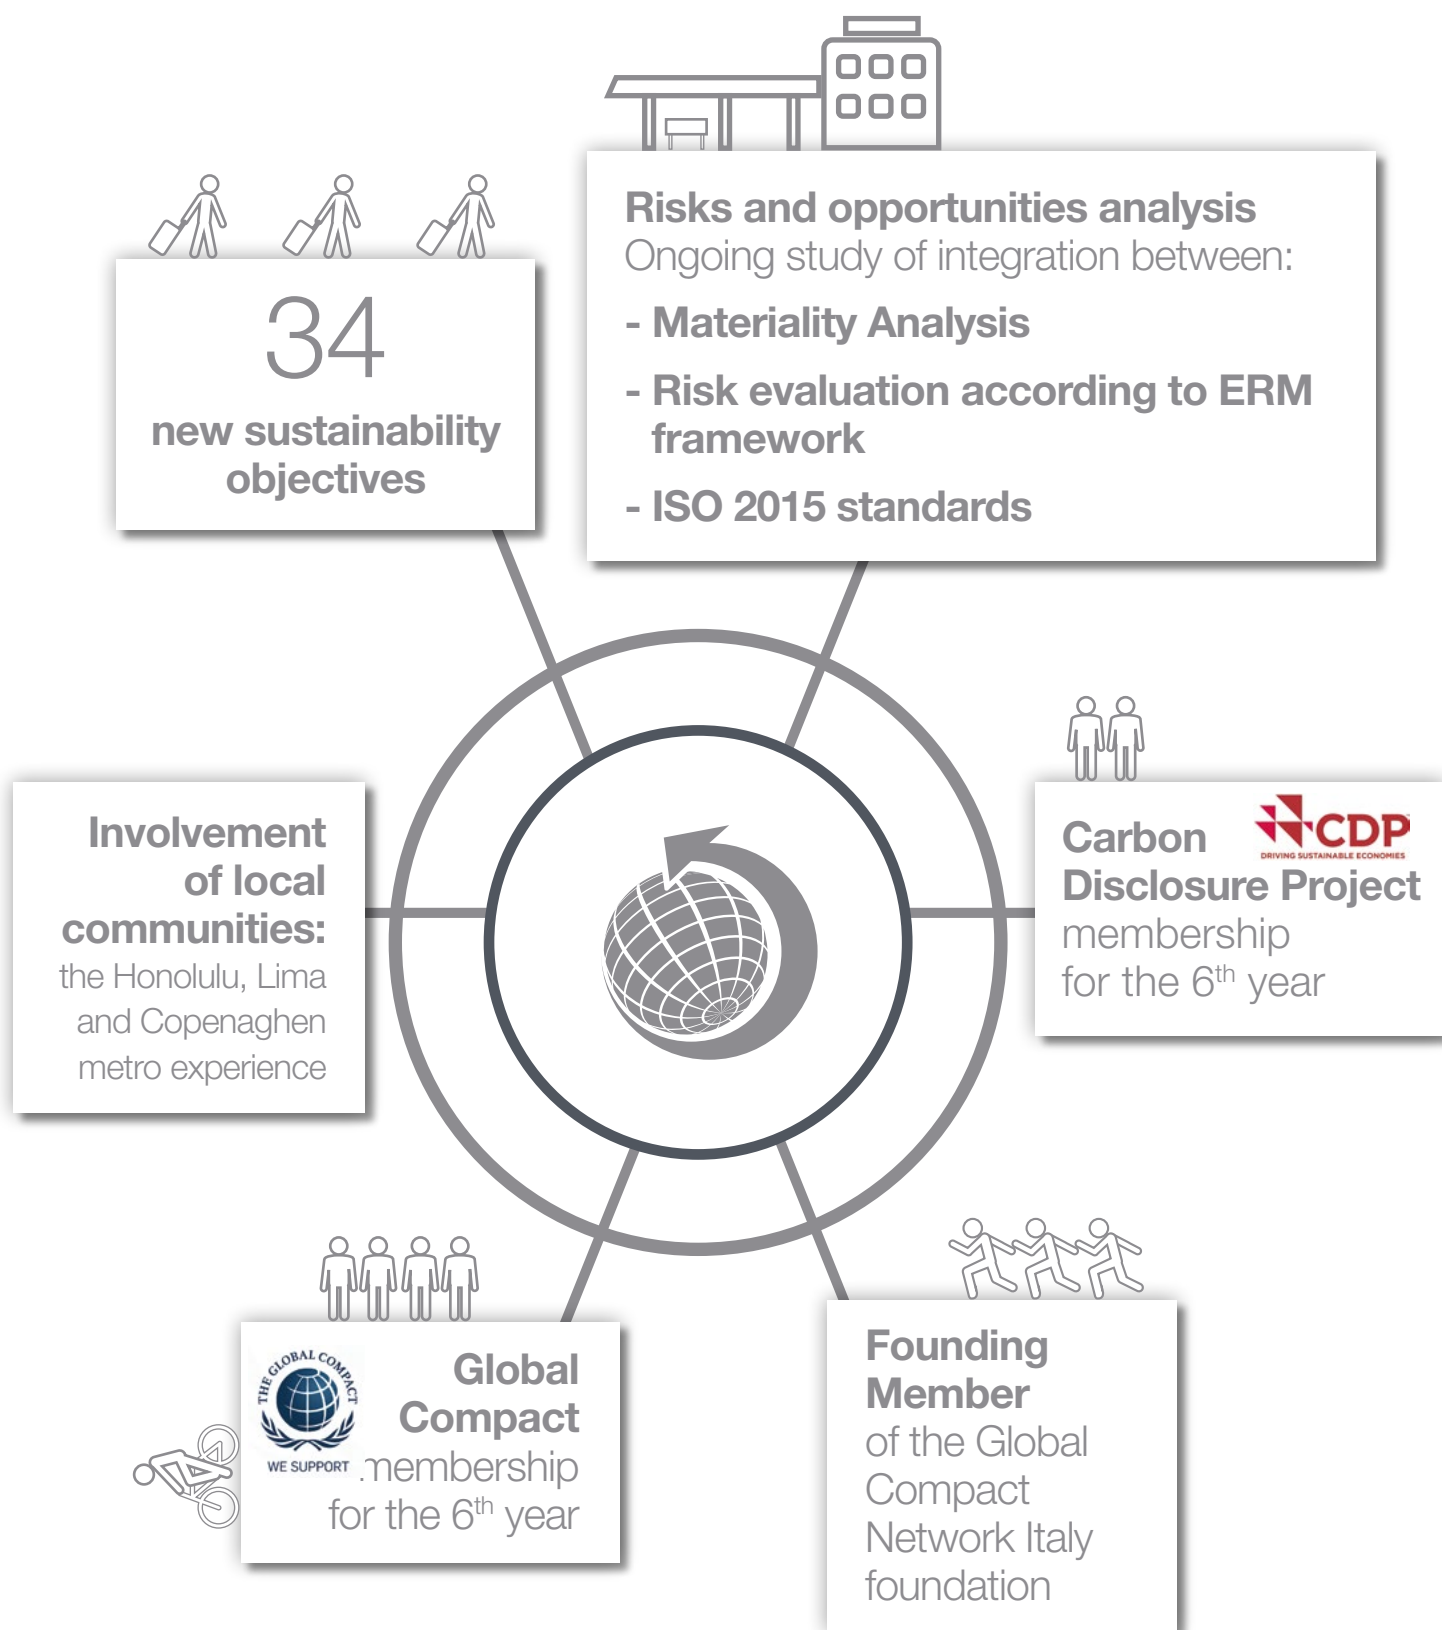 34
new sustainability
objectives
Risks and opportunities analysis
Ongoing study of integration between:
- Materiality Analysis
- Risk evaluation according to ERM
framework
- ISO 2015 standards
Involvement
of local
communities:
the Honolulu, Lima
and Copenaghen
metro experience
CDP
DRIVING SUSTAINABLE ECONOMIES
Carbon
Disclosure Project
membership
for the 6th year
THE GLOBAL COMPACT
WE SUPPORT
Global
Compact
membership
for the 6th year
Founding
Member
of the Global
Compact
Network Italy
foundation